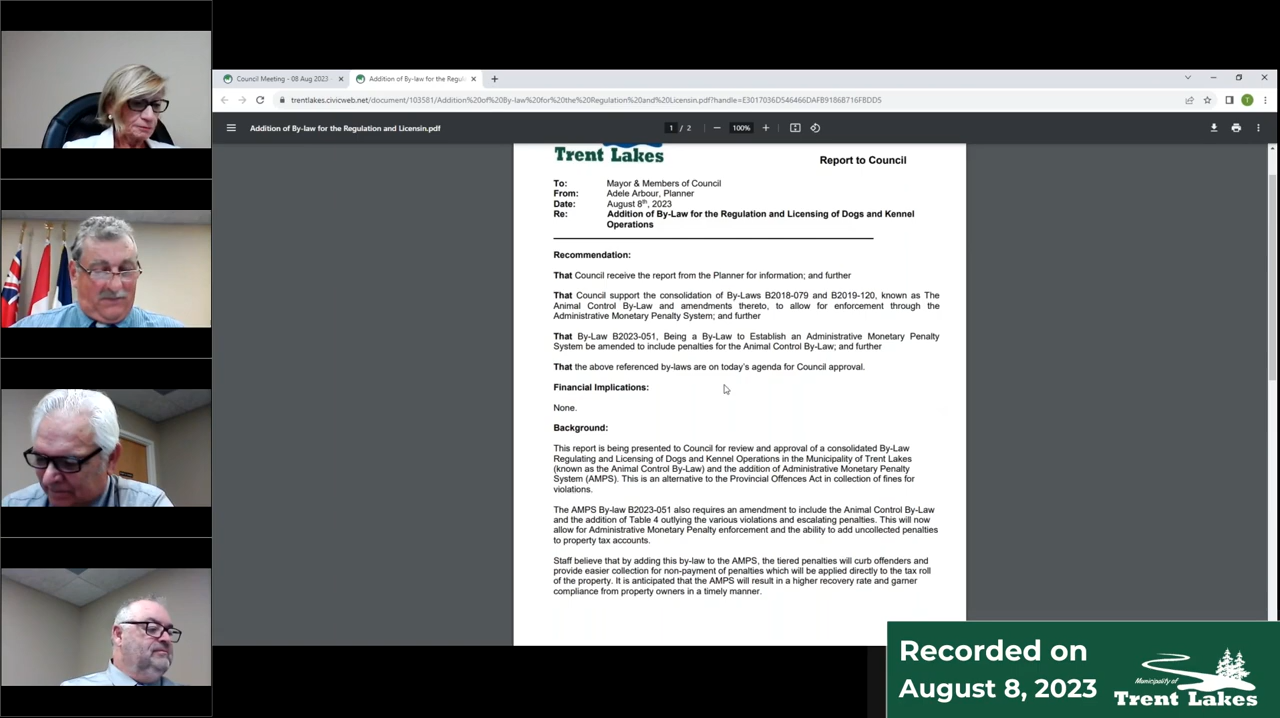 Council Meeting - 08 Aug 2023 -
Addition of By-law for the Regula
trentlakes.civicweb.net/document/103581/Addition%20of%20By-law%20for%20the%20Regulation%20and%20Licensin.pdf?handle=E3017036D546466DAFB9186B716FBDD5
T
Addition of By-law for the Regulation and Licensin.pdf
1 / 2
100%
Trent Lakes
Report to Council
To: Mayor & Members of Council
From: Adele Arbour, Planner
Date: August 8th, 2023
Re: Addition of By-Law for the Regulation and Licensing of Dogs and Kennel
Operations
Recommendation:
That Council receive the report from the Planner for information; and further
That Council support the consolidation of By-Laws B2018-079 and B2019-120, known as The
Animal Control By-Law and amendments thereto, to allow for enforcement through the
Administrative Monetary Penalty System; and further
That By-Law B2023-051, Being a By-Law to Establish an Administrative Monetary Penalty
System be amended to include penalties for the Animal Control By-Law; and further
That the above referenced by-laws are on today's agenda for Council approval.
Financial Implications:
None.
Background:
This report is being presented to Council for review and approval of a consolidated By-Law
Regulating and Licensing of Dogs and Kennel Operations in the Municipality of Trent Lakes
(known as the Animal Control By-Law) and the addition of Administrative Monetary Penalty
System (AMPS). This is an alternative to the Provincial Offences Act in collection of fines for
violations.
The AMPS By-law B2023-051 also requires an amendment to include the Animal Control By-Law
and the addition of Table 4 outlying the various violations and escalating penalties. This will now
allow for Administrative Monetary Penalty enforcement and the ability to add uncollected penalties
to property tax accounts.
Staff believe that by adding this by-law to the AMPS, the tiered penalties will curb offenders and
provide easier collection for non-payment of penalties which will be applied directly to the tax roll
of the property. It is anticipated that the AMPS will result in a higher recovery rate and garner
compliance from property owners in a timely manner.
Recorded on
August 8, 2023
Municipality of
Trent Lakes